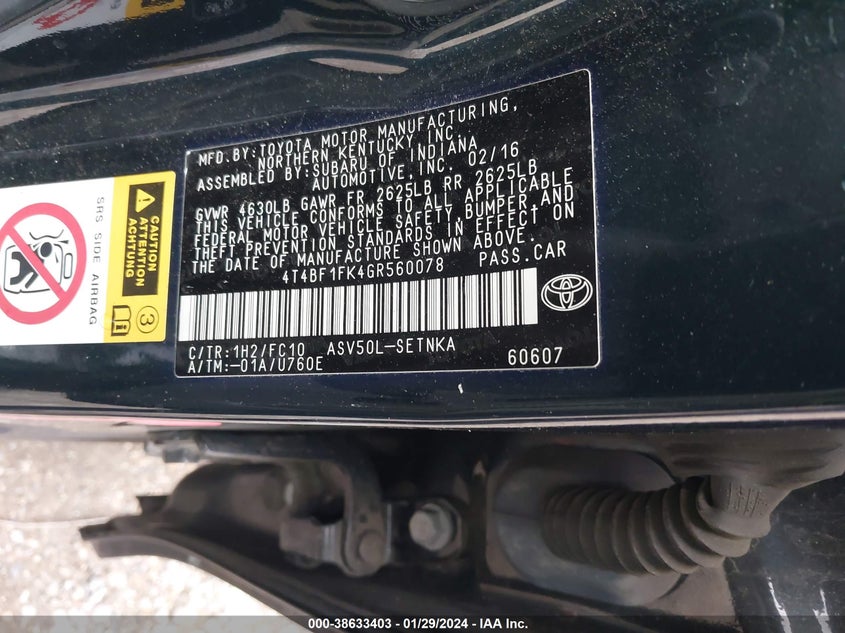 MFD.BY:TOYOTA MOTOR MANUFACTURING,
NORTHERN KENTUCKY, INC.
ASSEMBLED BY:SUBARU OF INDIANA
AUTOMOTIVE,INC. 02/16
GVWR 4630LB GAWR FR 2625LB RR 2625LB
THIS VEHICLE CONFORMS TO ALL APPLICABLE
FEDERAL MOTOR VEHICLE SAFETY,BUMPER,AND
THEFT PREVENTION STANDARDS IN EFFECT ON
THE DATE OF MANUFACTURE SHOWN ABOVE.
4T4BF1FK4GR560078 PASS.CAR
C/TR:1H2/FC10 ASV50L-SETNKA
A/TM:-01A/U760E 60607
CAUTION
ATTENTION
ACHTUNG
SRS SIDE AIRBAG
3
000-38633403 - 01/29/2024 - IAA Inc.